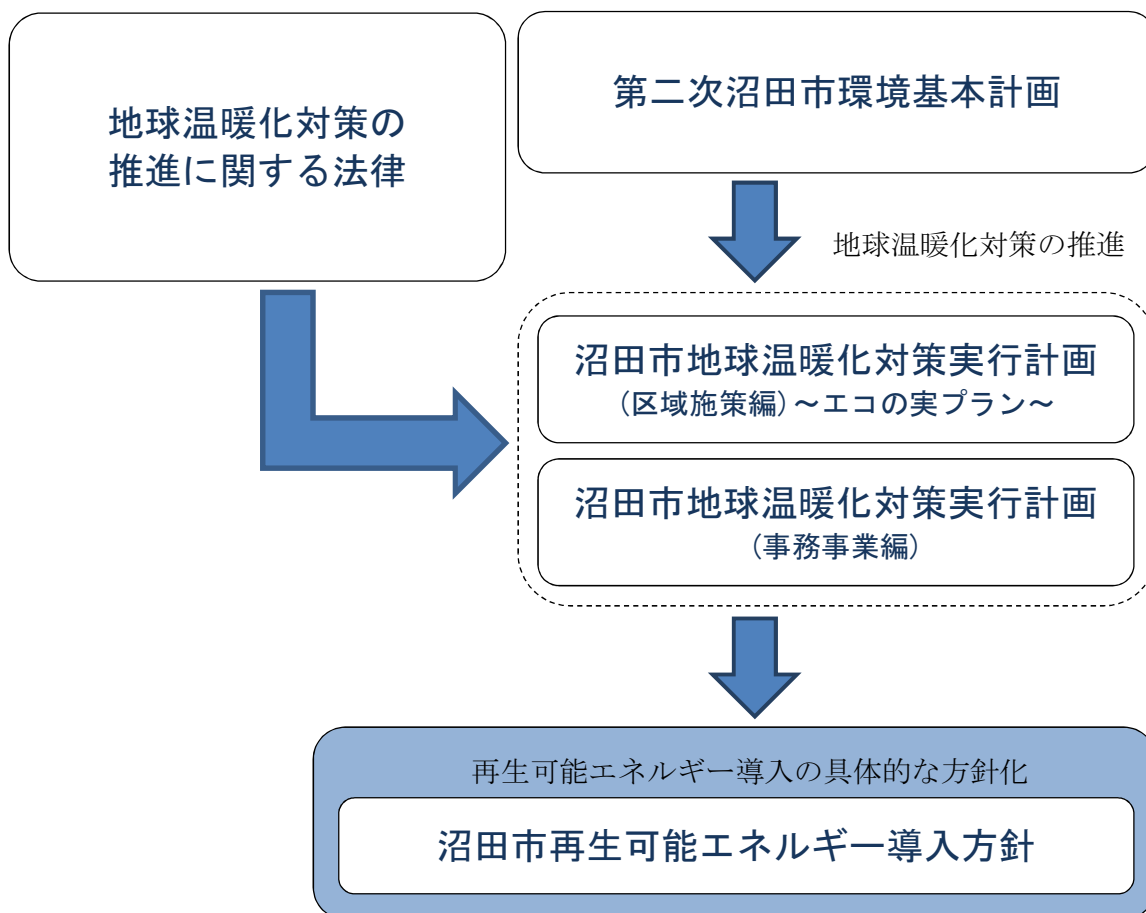 地球温暖化対策の
推進に関する法律
第二次沼田市環境基本計画
地球温暖化対策の推進
沼田市地球温暖化対策実行計画
(区域施策編)～エコの実プラン～
沼田市地球温暖化対策実行計画
(事務事業編)
再生可能エネルギー導入の具体的な方針化
沼田市再生可能エネルギー導入方針